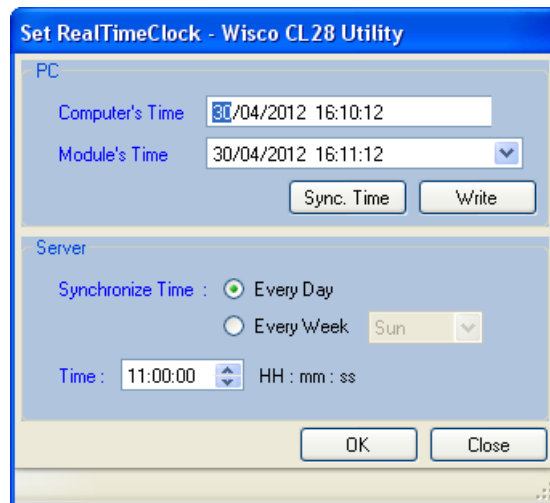 Set RealTimeClock - Wisco CL28 Utility
PC
Computer's Time 30/04/2012 16:10:12
Module's Time 30/04/2012 16:11:12
Sync. Time Write
Server
Synchronize Time : Every Day
Every Week Sun
Time : 11:00:00 HH : mm : ss
OK Close